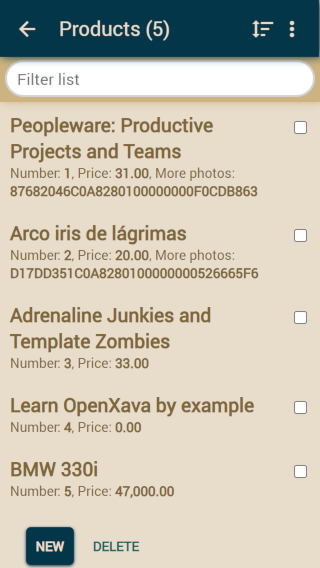 Products (5)
Filter list
Peopleware: Productive
Projects and Teams
Number: 1, Price: 31.00, More photos:
87682046C0A8280100000000F0CDB863
Arco iris de lágrimas
Number: 2, Price: 20.00, More photos:
D17DD351C0A8280100000000526665F6
Adrenaline Junkies and
Template Zombies
Number: 3, Price: 33.00
Learn OpenXava by example
Number: 4, Price: 0.00
BMW 330i
Number: 5, Price: 47,000.00
NEW DELETE